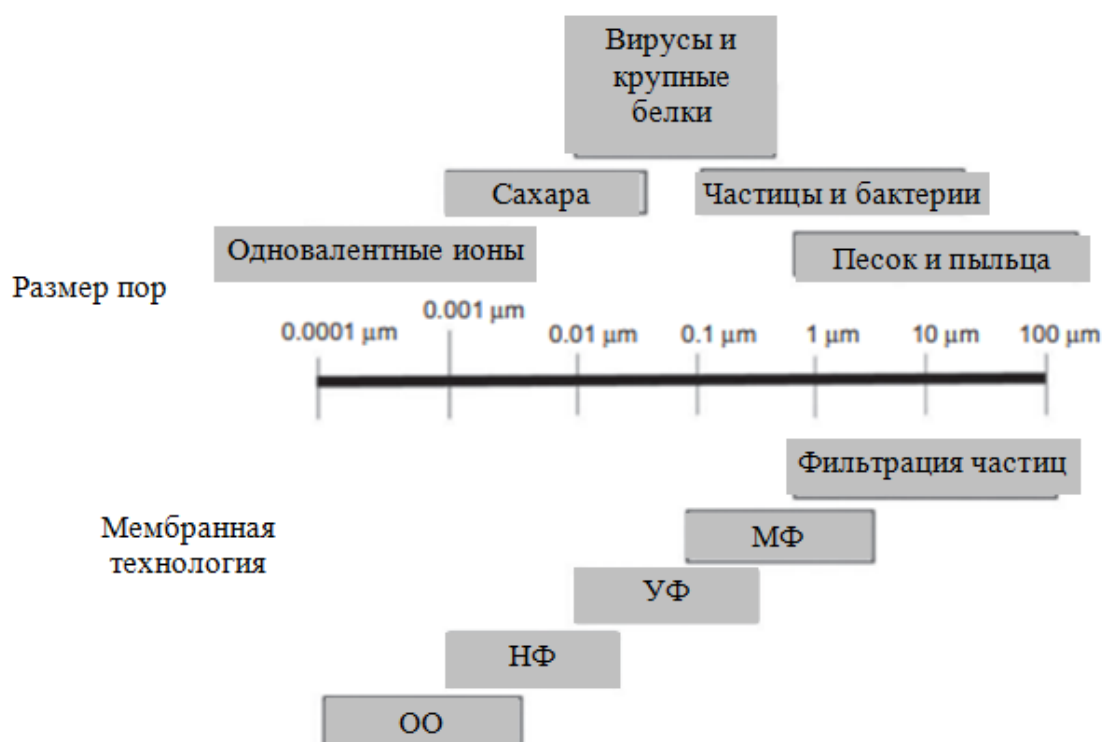 Вирусы и
крупные
белки
Сахара
Частицы и бактерии
Одновалентные ионы
Песок и пыльца
Размер пор
0.0001 µm
0.001 µm
0.01 µm
0.1 µm
1 µm
10 µm
100 µm
Фильтрация частиц
Мембранная
технология
МФ
УФ
НФ
ОО